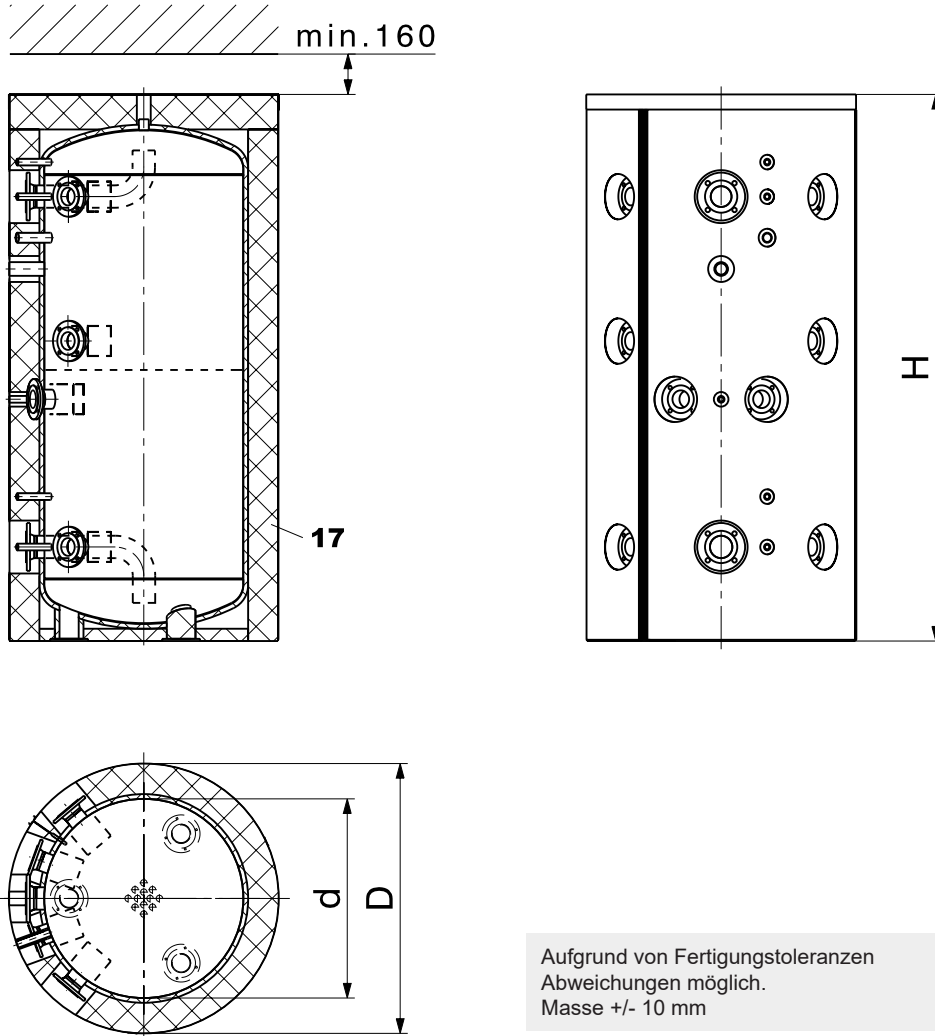 min.160
H
17
d
D
Aufgrund von Fertigungstoleranzen
Abweichungen möglich.
Masse +/- 10 mm